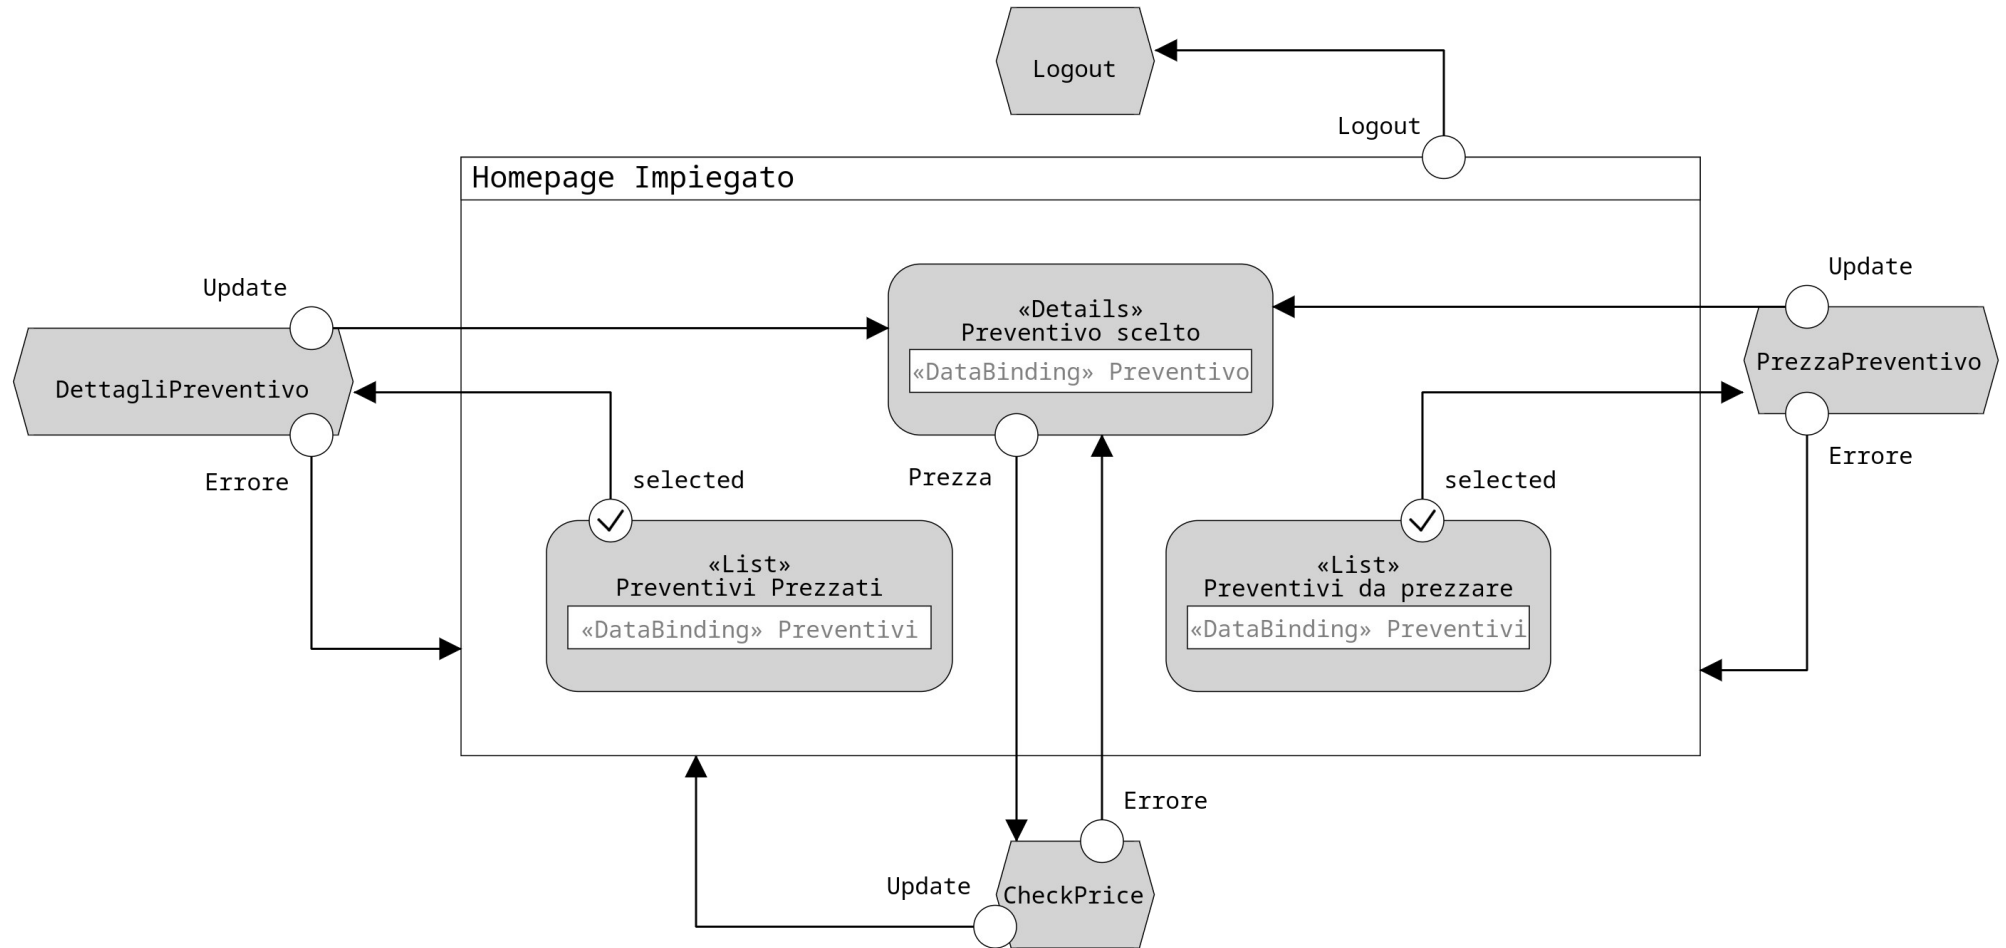 Logout
Logout
Homepage Impiegato
Update
Update
«Details»
Preventivo scelto
«DataBinding» Preventivo
DettagliPreventivo
PrezzaPreventivo
Errore
selected
Prezza
selected
Errore
«List»
Preventivi Prezzati
«DataBinding» Preventivi
«List»
Preventivi da prezzare
«DataBinding» Preventivi
Errore
Update
CheckPrice